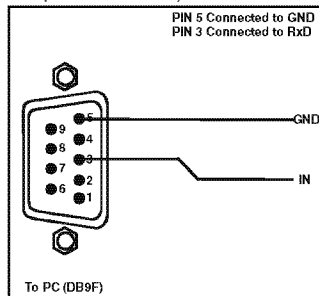 PIN 5 Connected to GND
PIN 3 Connected to RxD
5
9
4
8
3
7
2
6
1
GND
IN
To PC (DB9F)